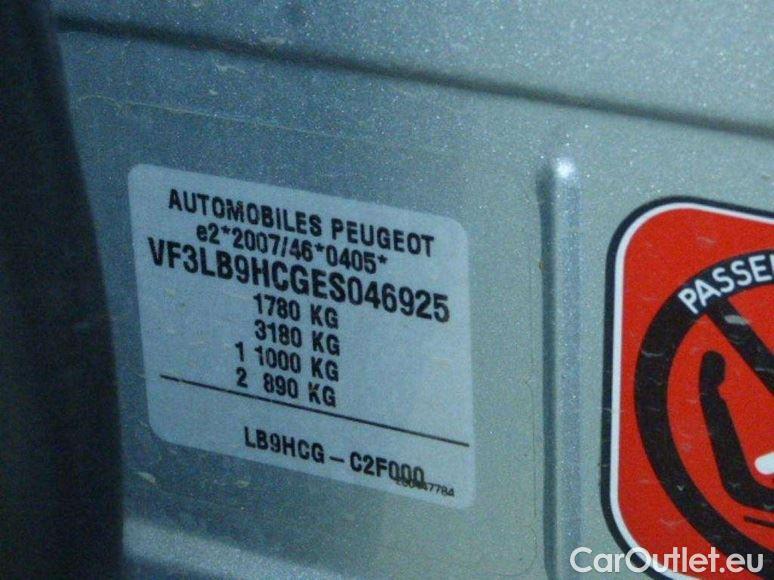 AUTOMOBILES PEUGEOT
e2*2007/46*0405*
VF3LB9HCGES046925
1780 KG
3180 KG
1 1000 KG
2 890 KG
LB9HCG - C2F000
PASSEN
CarOutlet.eu